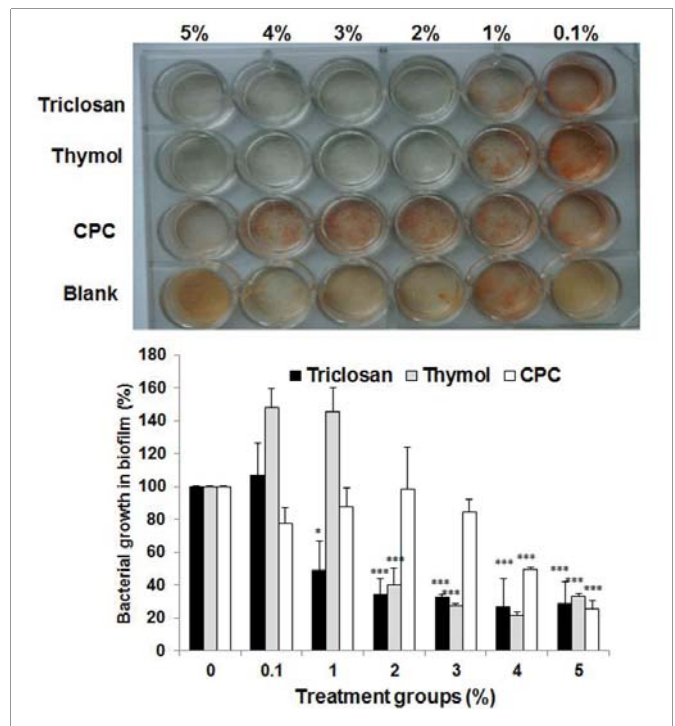 5% 4% 3% 2% 1% 0.1%
Triclosan
Thymol
CPC
Blank
180
160
140
120
100
80
60
40
20
0
Bacterial growth in biofilm (%)
Triclosan Thymol CPC
*
*** ***
*** ***
*** ***
*** *** ***
0 0.1 1 2 3 4 5
Treatment groups (%)